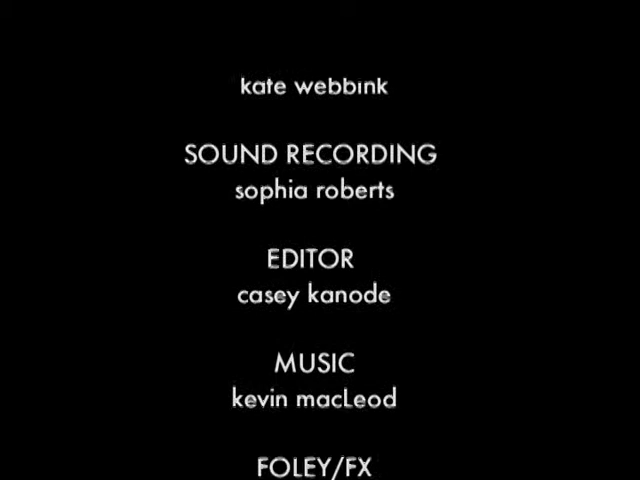 kate webbink
SOUND RECORDING
sophia roberts
EDITOR
casey kanode
MUSIC
kevin macLeod
FOLEY/FX